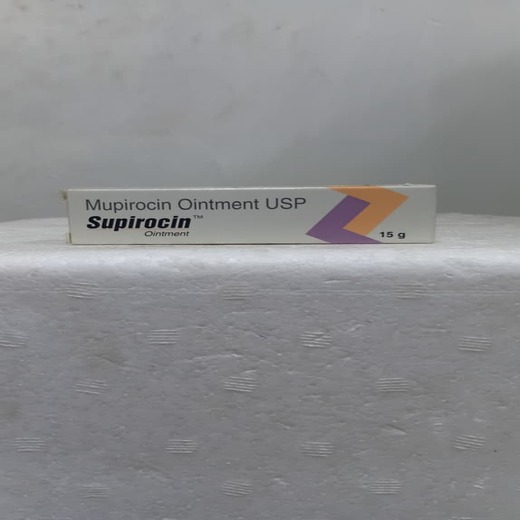 Mupirocin Ointment USP
Supirocin™
Ointment
15 g